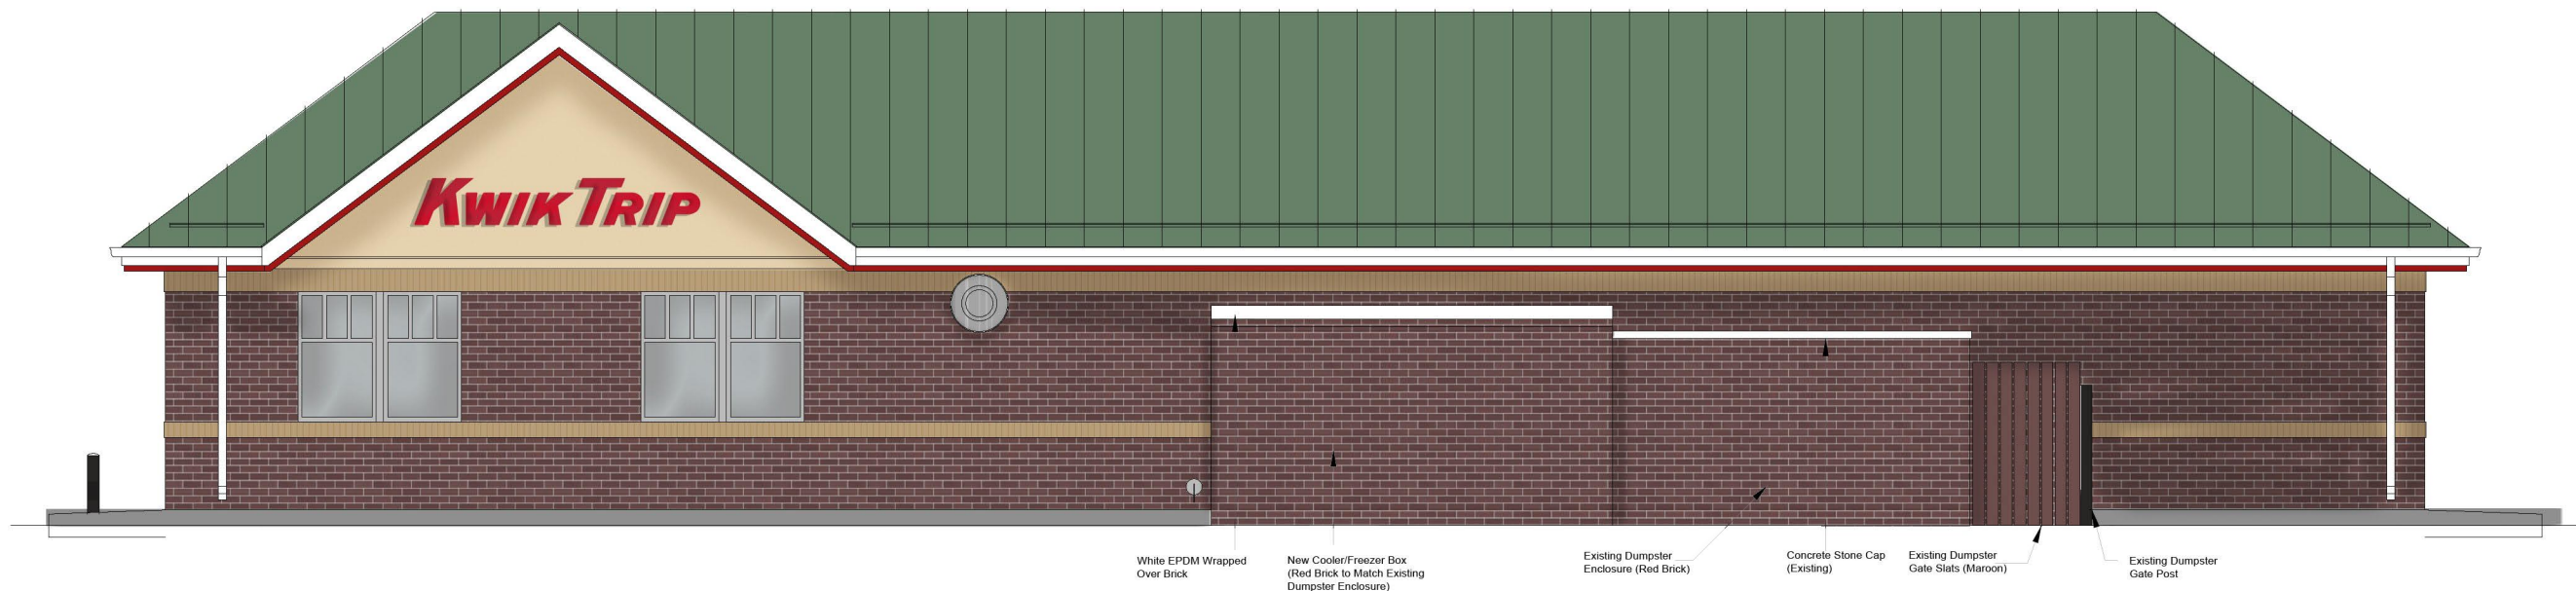 KWIK TRIP
White EPDM Wrapped
Over Brick
New Cooler/Freezer Box
(Red Brick to Match Existing
Dumpster Enclosure)
Existing Dumpster
Enclosure (Red Brick)
Concrete Stone Cap
(Existing)
Existing Dumpster
Gate Slats (Maroon)
Existing Dumpster
Gate Post